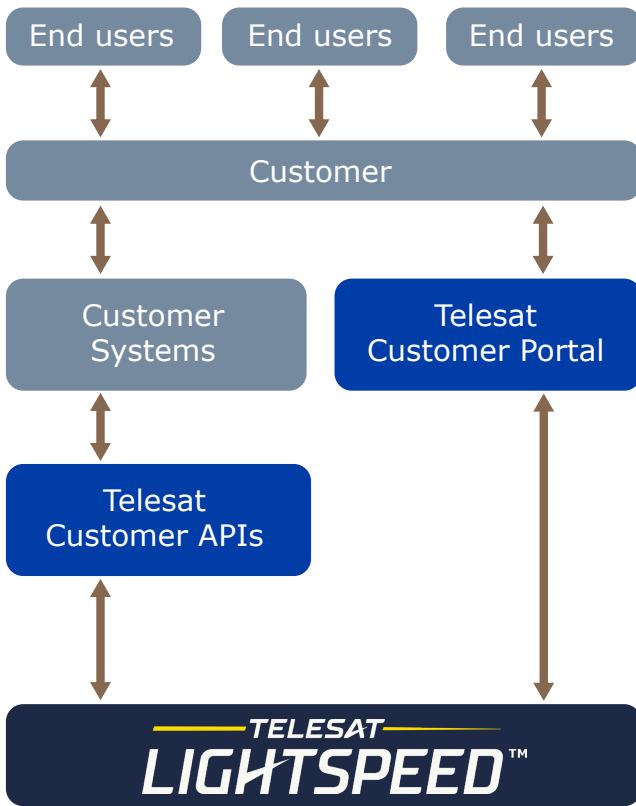 End users
End users
End users
Customer
Customer
Systems
Telesat
Customer Portal
Telesat
Customer APIs
TELESAT
LIGHTSPEED™